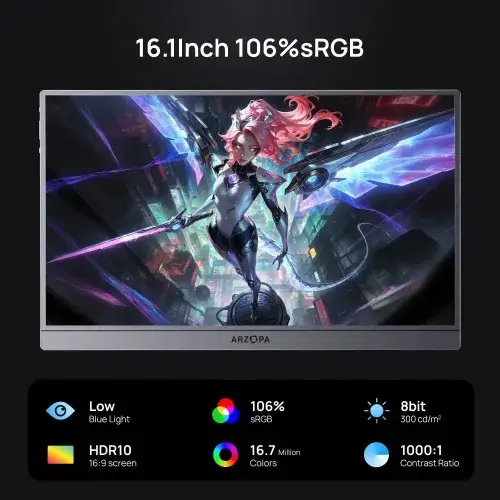 16.1Inch 106%sRGB
ARZOPA
Low
Blue Light
106%
sRGB
8bit
300 cd/m²
HDR10
16:9 screen
16.7 Million
Colors
1000:1
Contrast Ratio